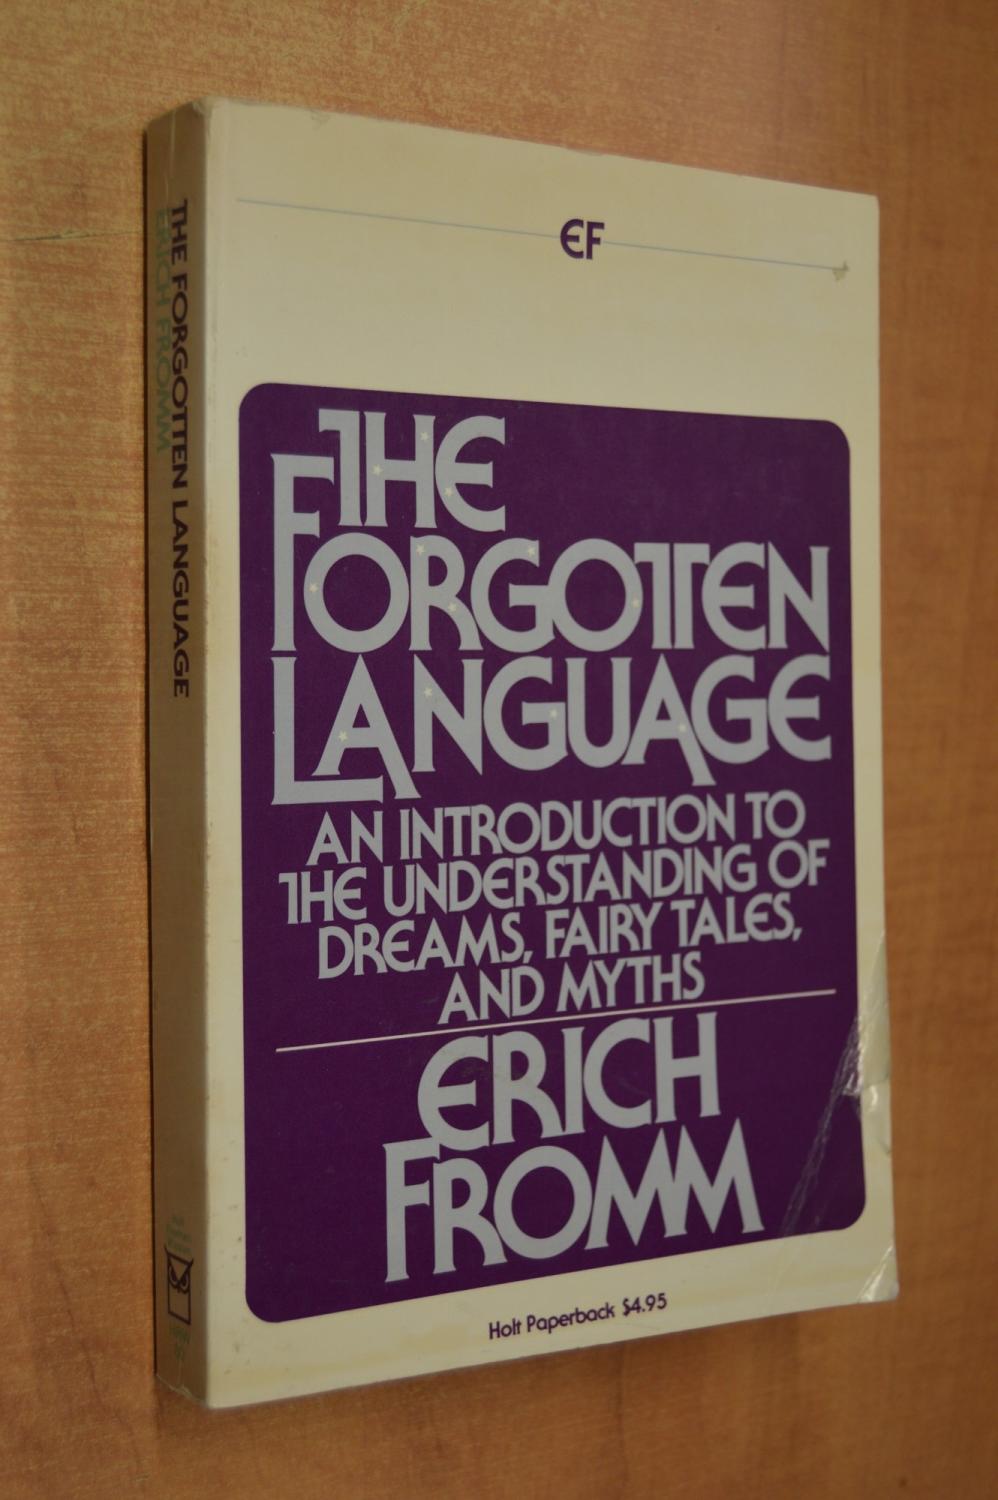 EF
THE
FORGOTTEN
LANGUAGE
AN INTRODUCTION TO
THE UNDERSTANDING OF
DREAMS, FAIRY TALES,
AND MYTHS
ERICH
FROMM
Holt Paperback $4.95
THE FORGOTTEN LANGUAGE
ERICH FROMM